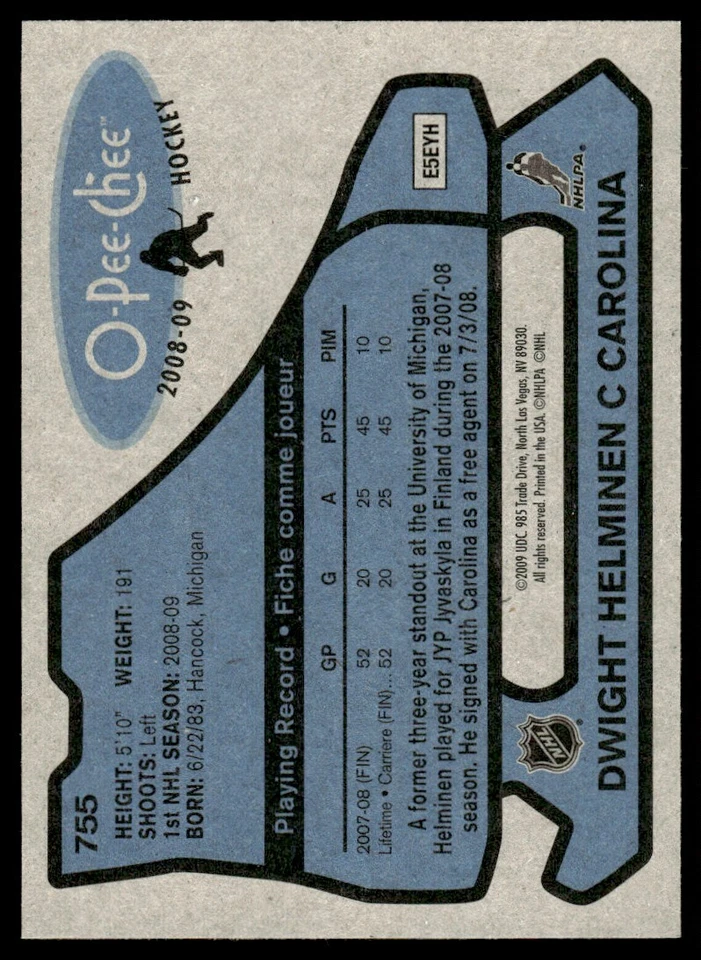 O-Pee-Chee™
2008-09 HOCKEY
755
HEIGHT: 5'10" WEIGHT: 191
SHOOTS: Left
1st NHL SEASON: 2008-09
BORN: 6/22/83, Hancock, Michigan
E5EYH
Playing Record • Fiche comme joueur
GP G A PTS PIM
2007-08 (FIN) 52 20 25 45 10
Lifetime • Carriere (FIN)... 52 20 25 45 10
A former three-year standout at the University of Michigan,
Helminen played for JYP Jyvaskyla in Finland during the 2007-08
season. He signed with Carolina as a free agent on 7/3/08.
©2009 UDC. 985 Trade Drive, North Las Vegas, NV 89030.
All rights reserved. Printed in the USA. ©NHLPA ©NHL
NHL
NHLPA®
DWIGHT HELMINEN C CAROLINA